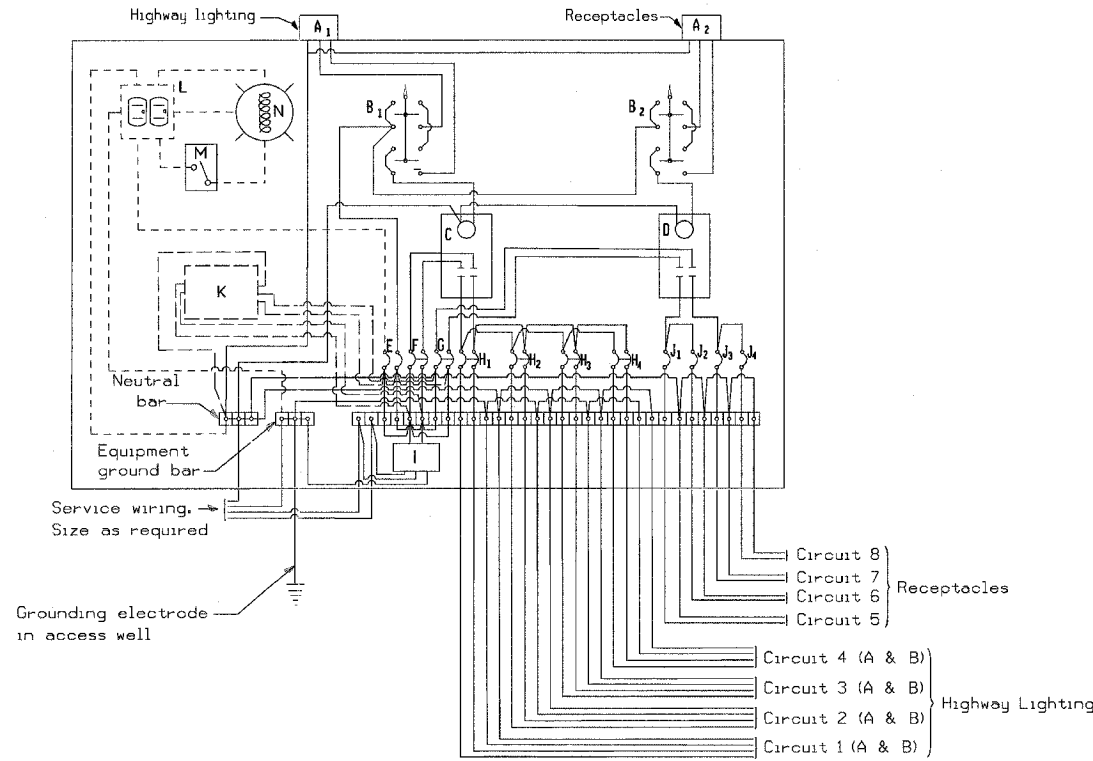 Highway lighting
A1
Receptacles
A2
L
N
M
B1
B2
C
D
K
E
F
G
H1
H2
H3
H4
J1
J2
J3
J4
Neutral
bar
Equipment
ground bar
I
Service wiring.
Size as required
Grounding electrode
in access well
Circuit 8
Circuit 7
Circuit 6
Circuit 5
Receptacles
Circuit 4 (A & B)
Circuit 3 (A & B)
Circuit 2 (A & B)
Circuit 1 (A & B)
Highway Lighting